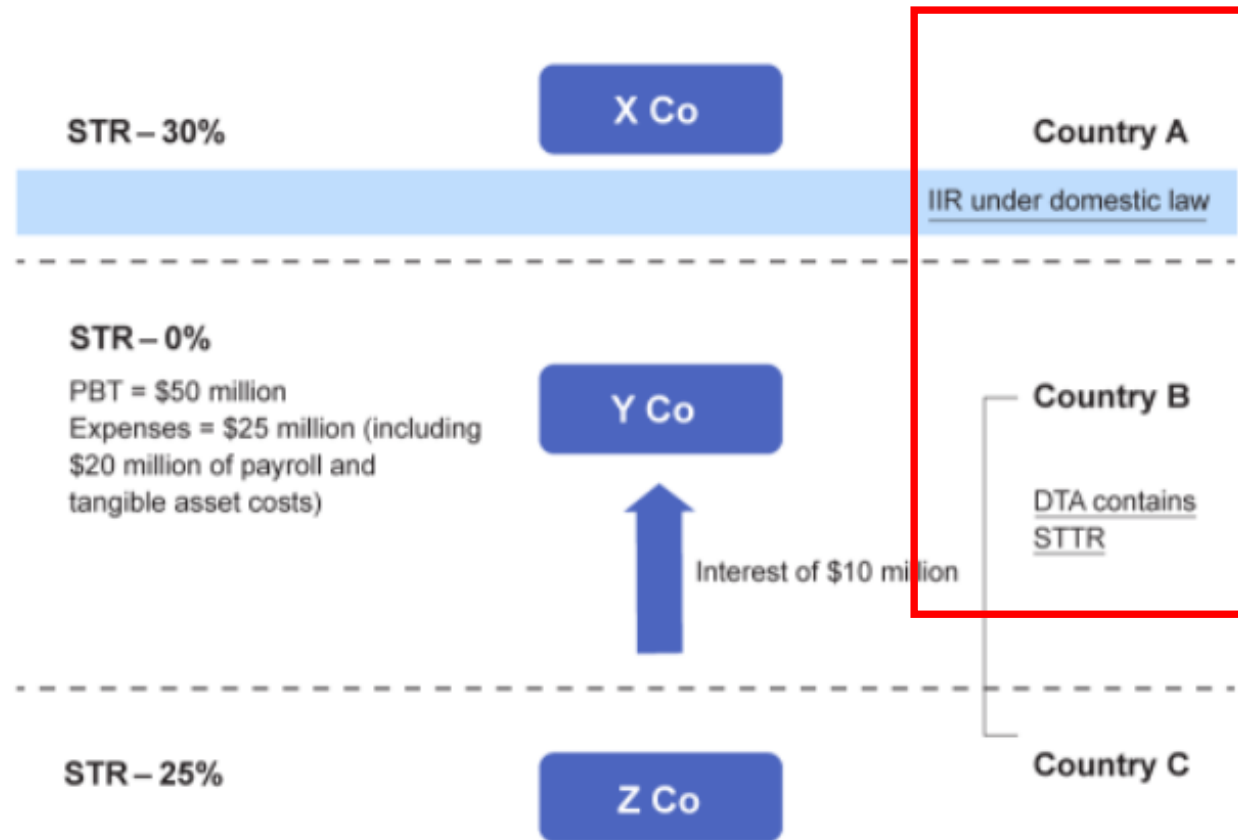 X Co
STR – 30%
Country A
IIR under domestic law
STR – 0%
PBT = $50 million
Expenses = $25 million (including
$20 million of payroll and
tangible asset costs)
Y Co
Country B
DTA contains
STTR
Interest of $10 million
STR – 25%
Z Co
Country C